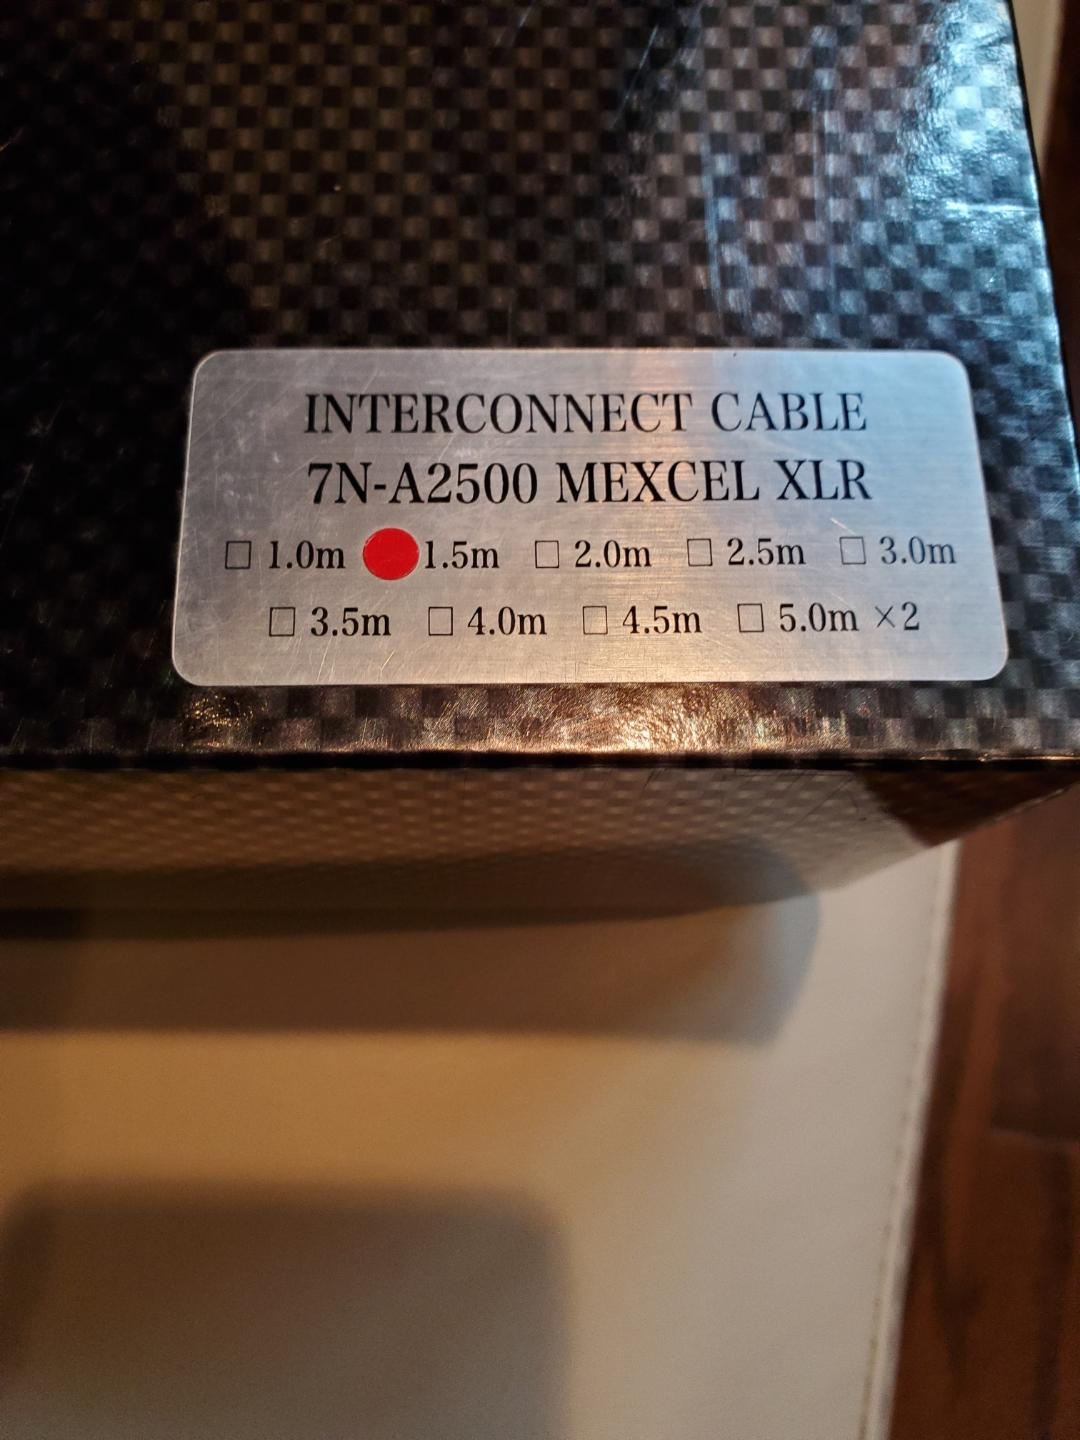 INTERCONNECT CABLE
7N-A2500 MEXCEL XLR
□ 1.0m 1.5m □ 2.0m □ 2.5m □ 3.0m
□ 3.5m □ 4.0m □ 4.5m □ 5.0m ×2